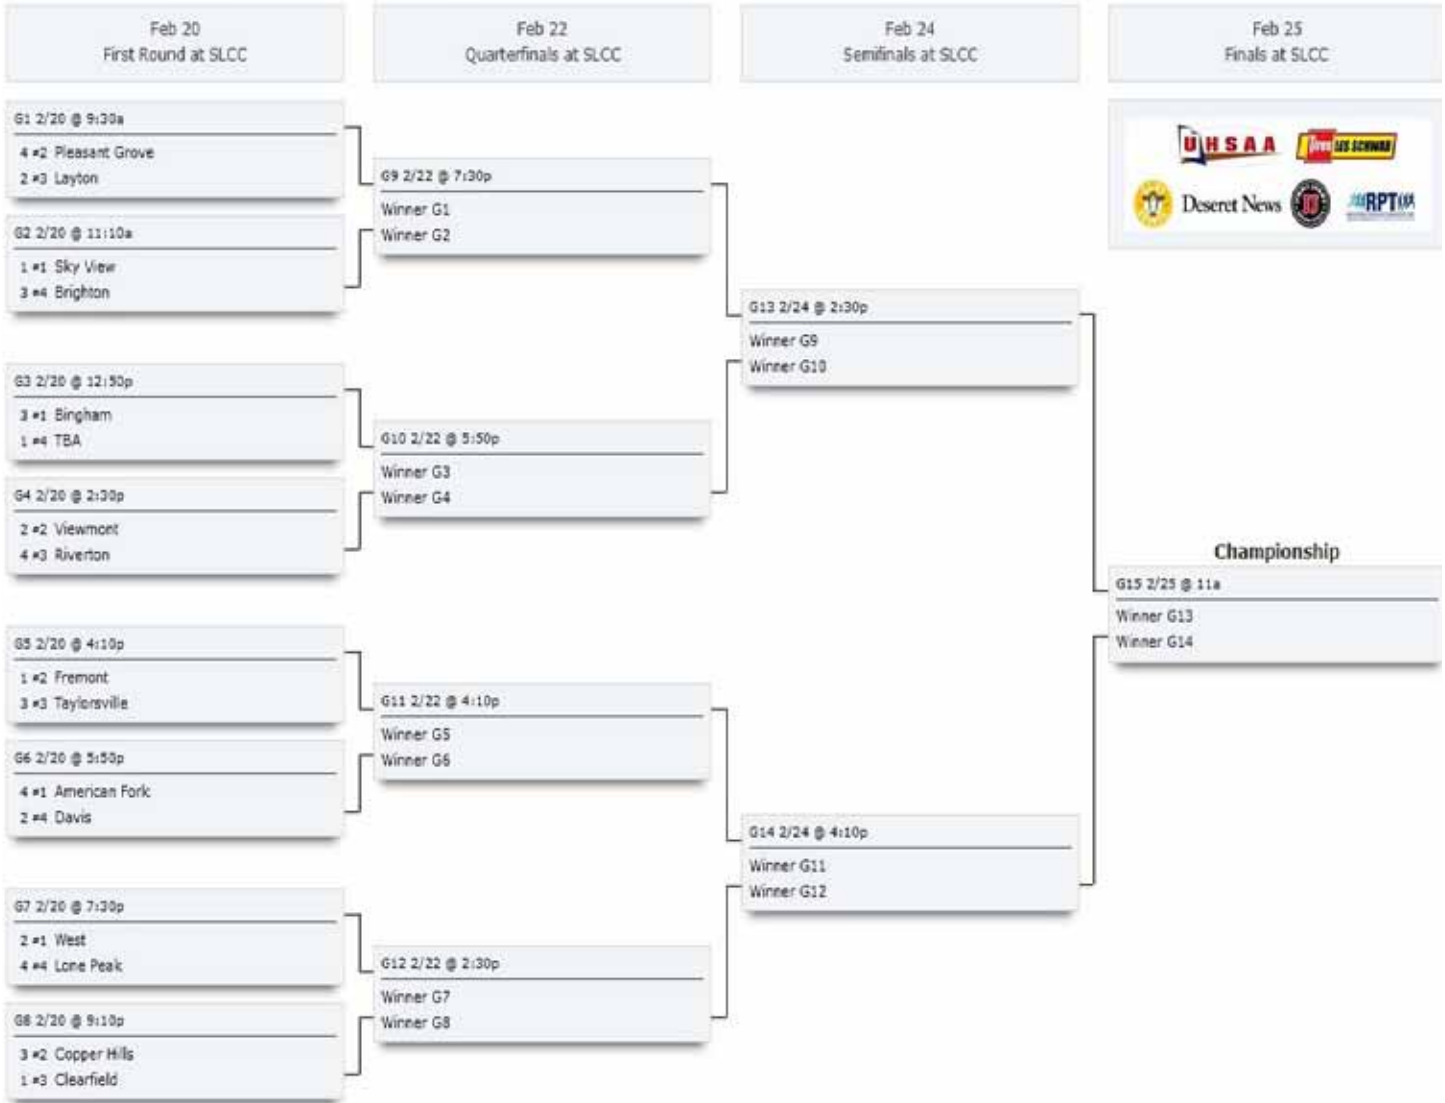 Feb 20
First Round at SLCC
Feb 22
Quarterfinals at SLCC
Feb 24
Semifinals at SLCC
Feb 25
Finals at SLCC
G1 2/20 @ 9:30a
4 #2 Pleasant Grove
2 #3 Layton
G2 2/20 @ 11:10a
1 #1 Sky View
3 #4 Brighton
G3 2/20 @ 12:50p
3 #1 Bingham
1 #4 TBA
G4 2/20 @ 2:30p
2 #2 Viewmont
4 #3 Riverton
G5 2/20 @ 4:10p
1 #2 Fremont
3 #3 Taylorsville
G6 2/20 @ 5:50p
4 #1 American Fork
2 #4 Davis
G7 2/20 @ 7:30p
2 #1 West
4 #4 Lone Peak
G8 2/20 @ 9:10p
3 #2 Copper Hills
1 #3 Clearfield
G9 2/22 @ 7:30p
Winner G1
Winner G2
G10 2/22 @ 5:50p
Winner G3
Winner G4
G11 2/22 @ 4:10p
Winner G5
Winner G6
G12 2/22 @ 2:30p
Winner G7
Winner G8
G13 2/24 @ 2:30p
Winner G9
Winner G10
G14 2/24 @ 4:10p
Winner G11
Winner G12
UHSAA
LES SCHWAB
Deseret News
RPT
Championship
G15 2/25 @ 11a
Winner G13
Winner G14